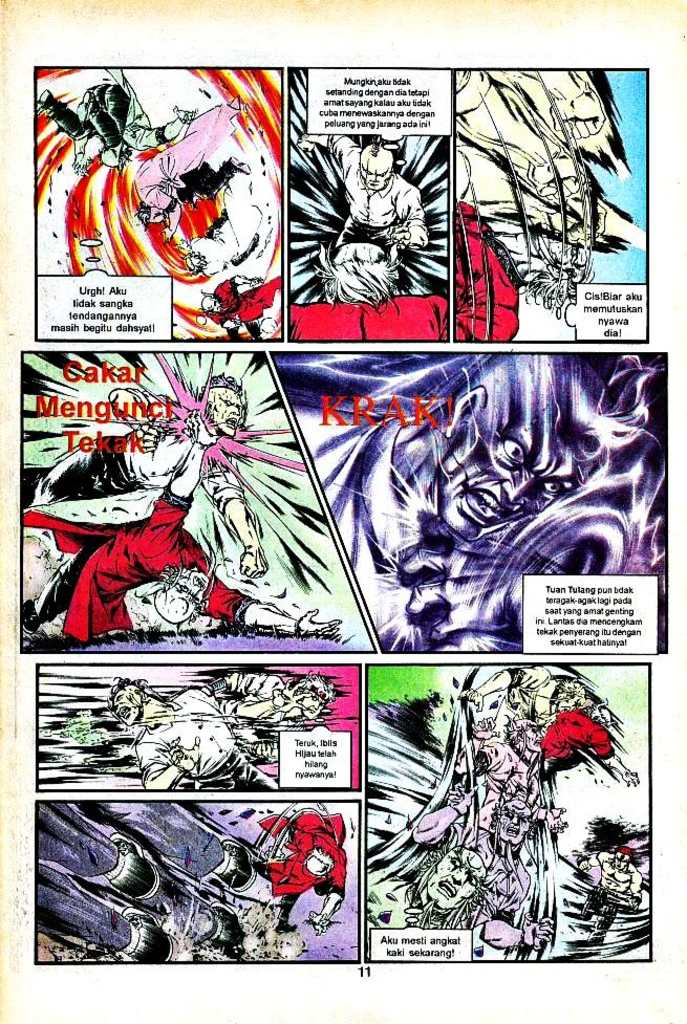 Urgh! Aku
tidak sangka
tendangannya
masih begitu dahsyat!
Mungkin,aku tidak
setanding dengan dia tetapi
amat sayang kalau aku tidak
cuba menewaskannya dengan
peluang yang jarang ada ini!
Cis!Biar aku
memutuskan
nyawa
dia!
Cakar
Mengunci
Tekak
KRAK!
Tuan Tulang pun tidak
teragak-agak lagi pada
saat yang amat genting
ini. Lantas dia mencengkam
tekak penyerang itu dengan
sekuat-kuat hatinya!
Teruk, Iblis
Hijau telah
hilang
nyawanya!
Aku mesti angkat
kaki sekarang!
11